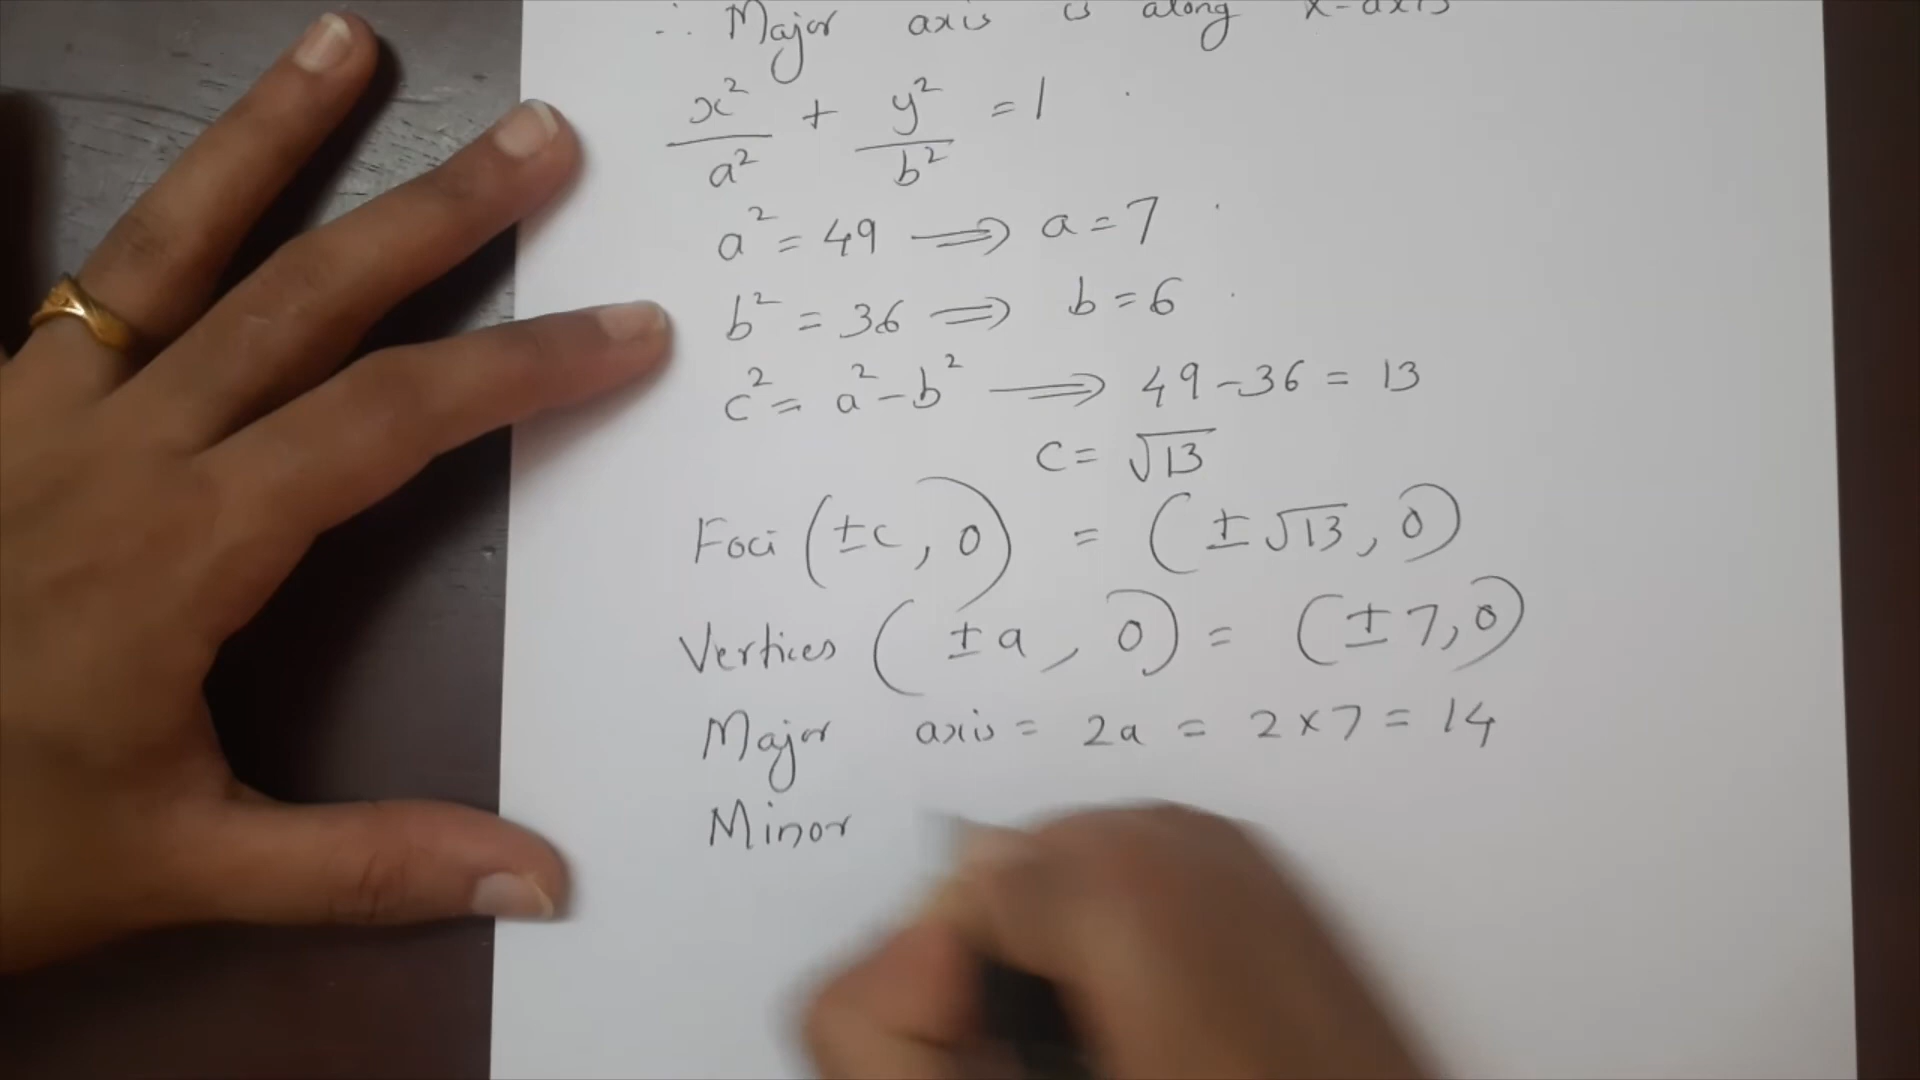 ∴ Major axis is along x-axis
x²/a² + y²/b² = 1
a² = 49 ⟹ a = 7
b² = 36 ⟹ b = 6
c² = a² - b² ⟹ 49 - 36 = 13
c = √13
Foci (±c, 0) = (±√13, 0)
Vertices (±a, 0) = (±7, 0)
Major axis = 2a = 2 × 7 = 14
Minor